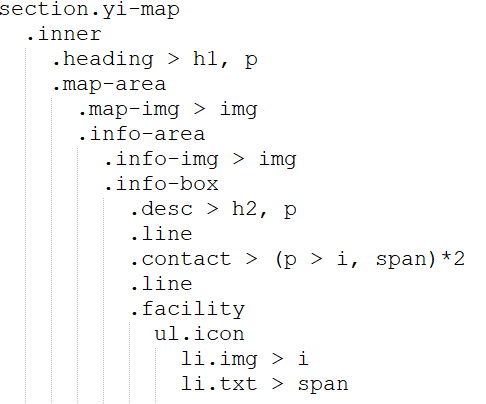 section.yi-map
.inner
.heading > h1, p
.map-area
.map-img > img
.info-area
.info-img > img
.info-box
.desc > h2, p
.line
.contact > (p > i, span)*2
.line
.facility
ul.icon
li.img > i
li.txt > span